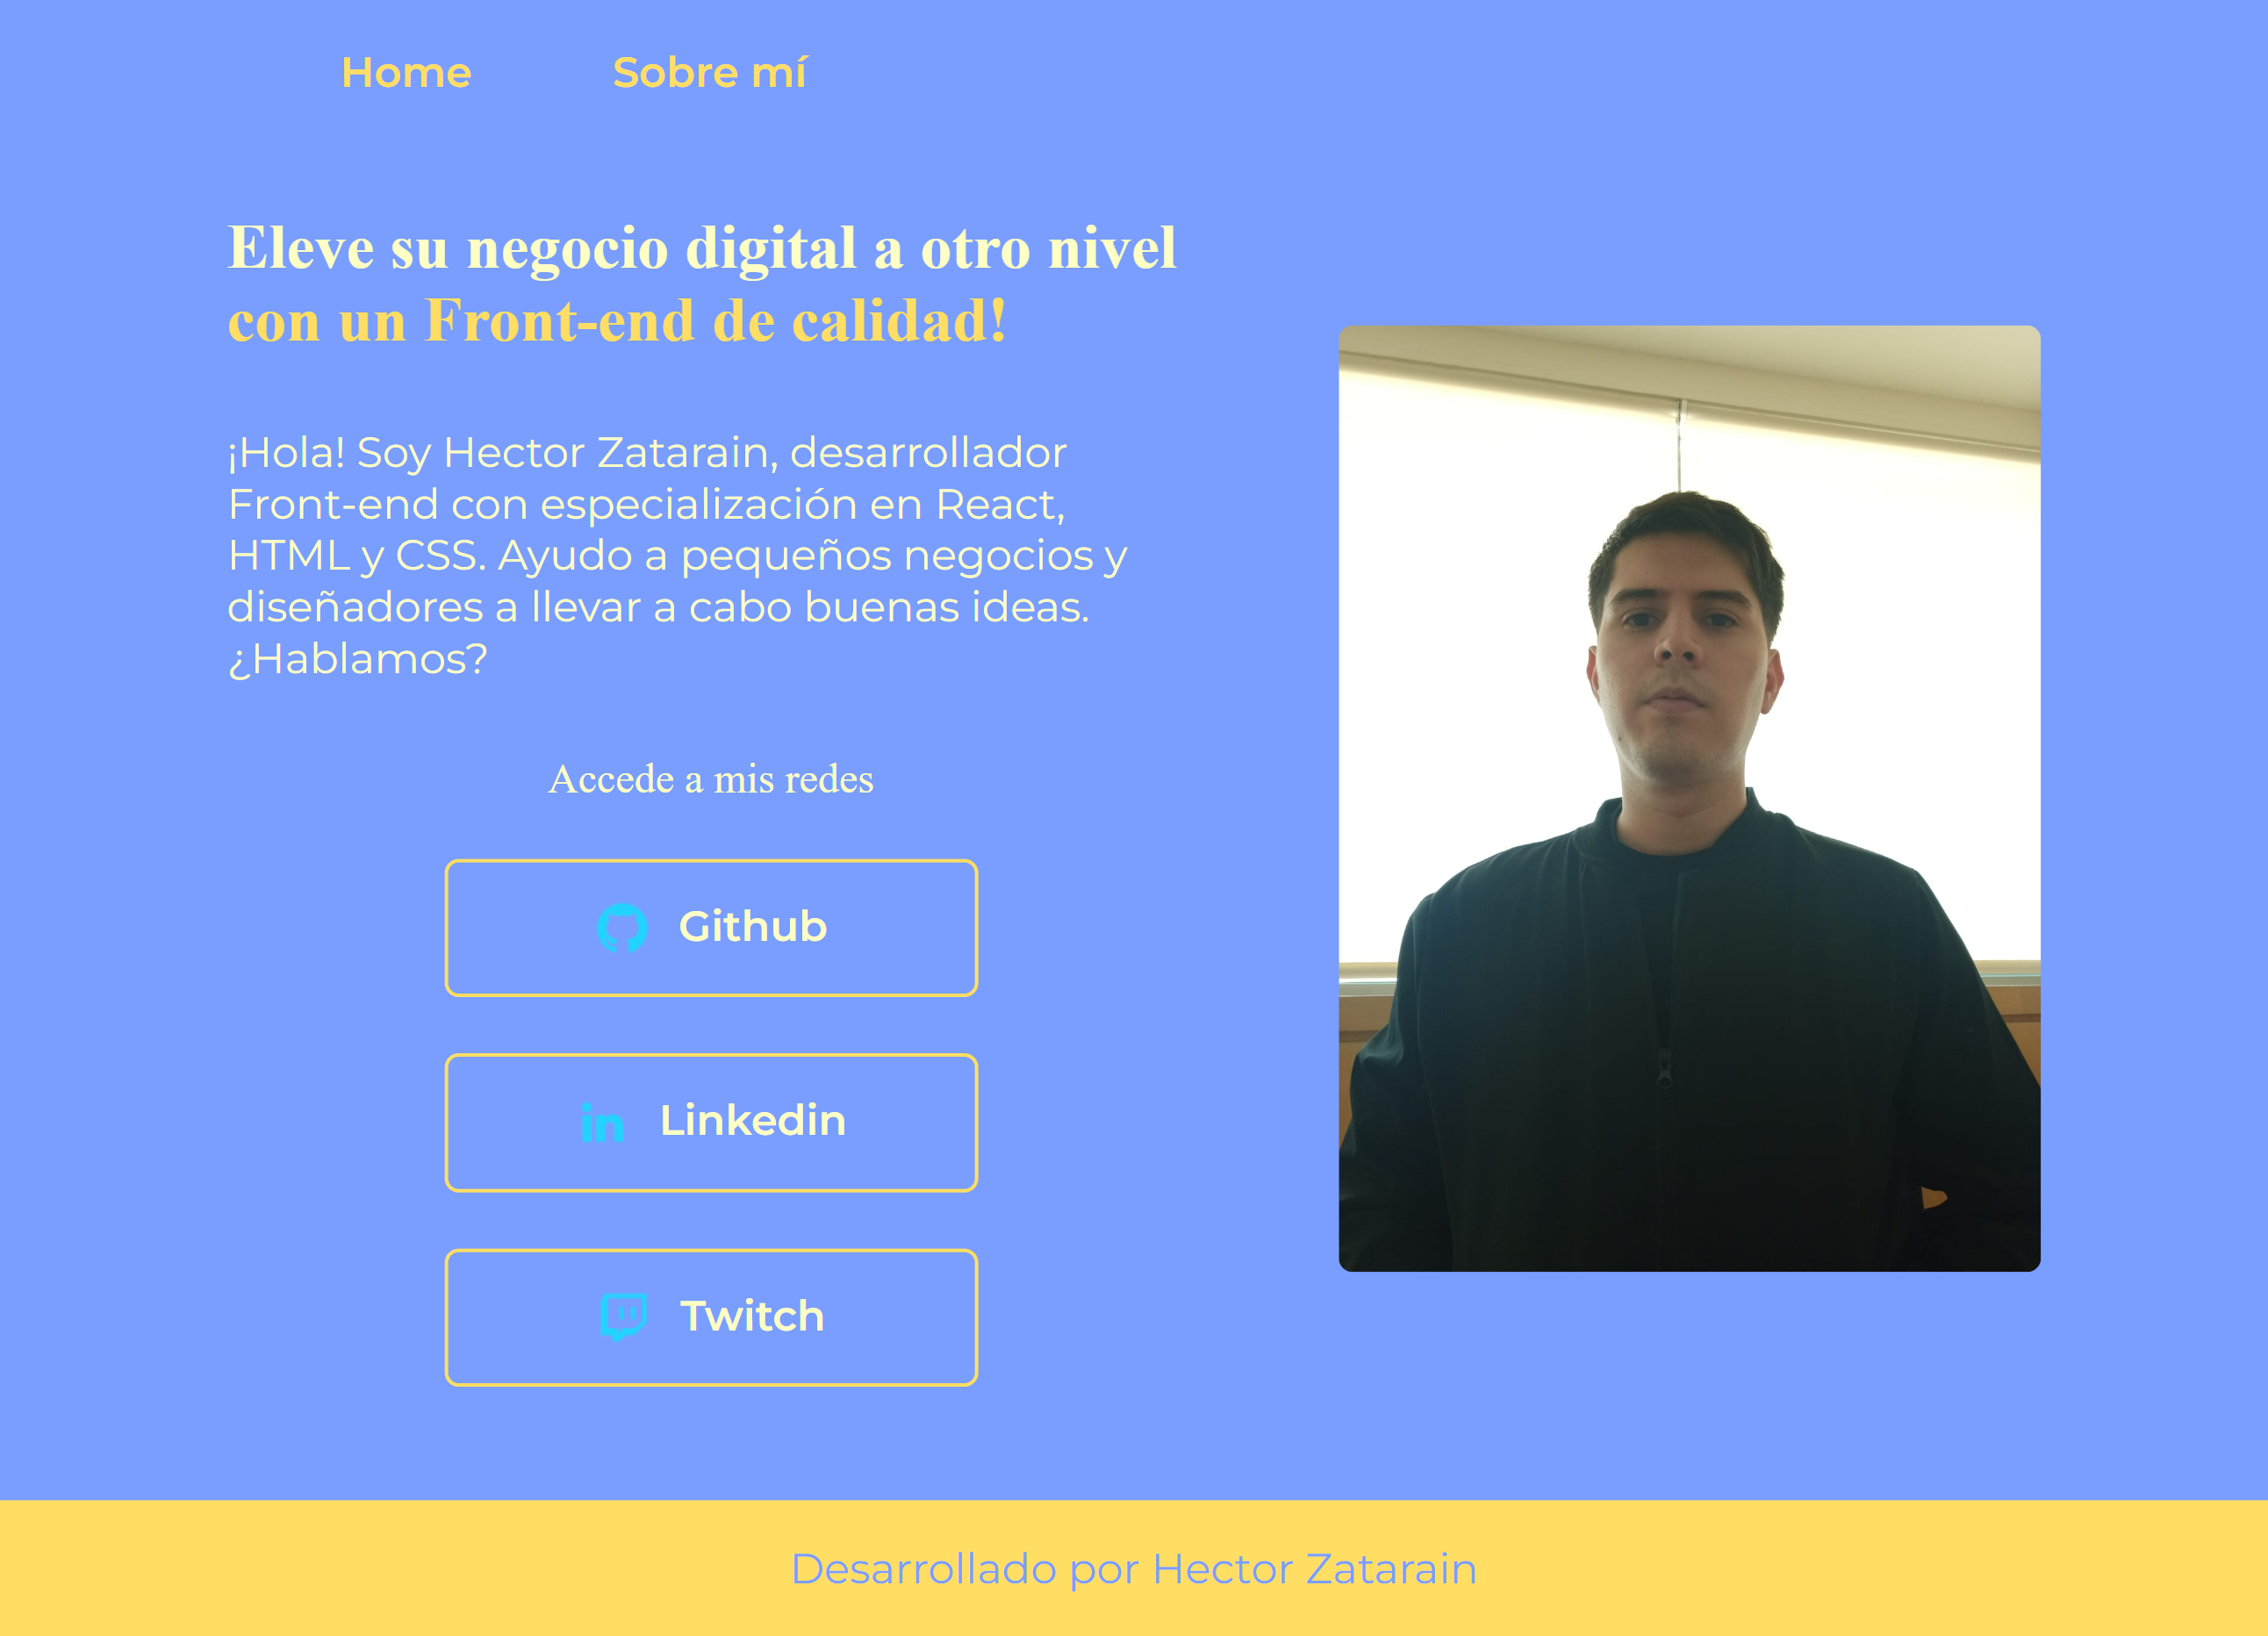 Home
Sobre mí
Eleve su negocio digital a otro nivel
con un Front-end de calidad!
¡Hola! Soy Hector Zatarain, desarrollador
Front-end con especialización en React,
HTML y CSS. Ayudo a pequeños negocios y
diseñadores a llevar a cabo buenas ideas.
¿Hablamos?
Accede a mis redes
Github
in Linkedin
Twitch
Desarrollado por Hector Zatarain